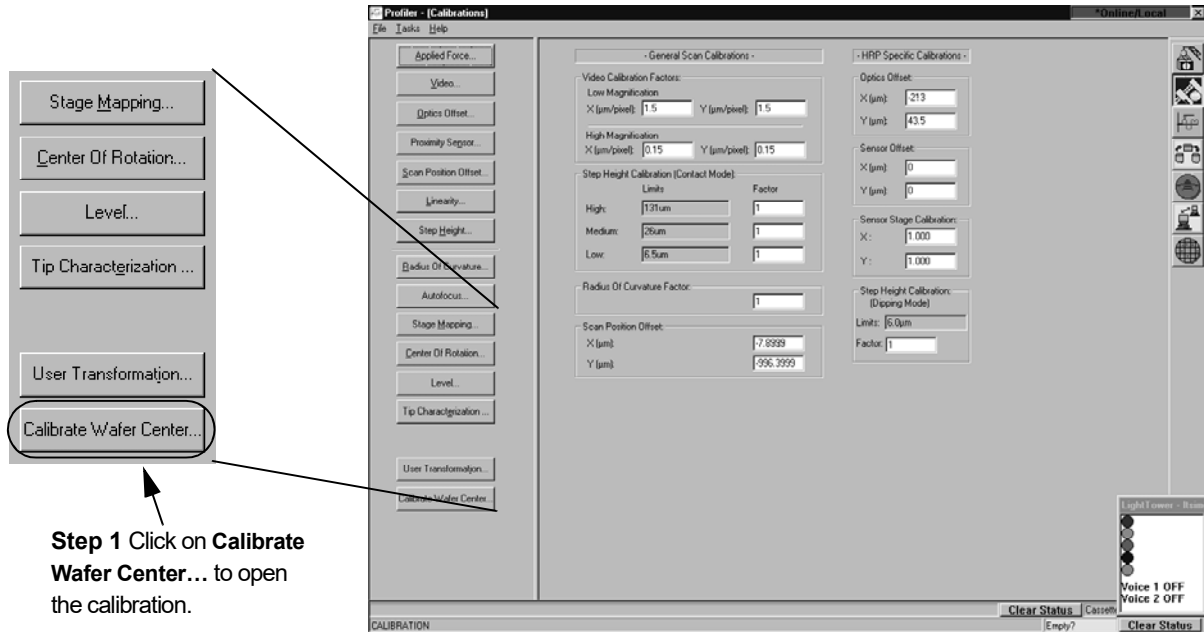 Profiler - [Calibrations]
*Online/Local
File Tasks Help
Stage Mapping...
Center Of Rotation...
Level...
Tip Characterization ...
User Transformation...
Calibrate Wafer Center...
Step 1 Click on Calibrate
Wafer Center… to open
the calibration.
Applied Force...
Video...
Optics Offset...
Proximity Sensor...
Scan Position Offset...
Linearity...
Step Height...
Radius Of Curvature...
Autofocus...
Stage Mapping...
Center Of Rotation...
Level...
Tip Characterization ...
User Transformation...
Calibrate Wafer Center...
- General Scan Calibrations -
Video Calibration Factors:
Low Magnification
X (µm/pixel): 1.5 Y (µm/pixel): 1.5
High Magnification
X (µm/pixel): 0.15 Y (µm/pixel): 0.15
Step Height Calibration (Contact Mode):
Limits Factor
High: 131um 1
Medium: 26um 1
Low: 6.5um 1
Radius Of Curvature Factor:
1
Scan Position Offset:
X (µm): -7.8999
Y (µm): -996.3999
- HRP Specific Calibrations -
Optics Offset:
X (µm): -213
Y (µm): 43.5
Sensor Offset:
X (µm): 0
Y (µm): 0
Sensor Stage Calibration:
X : 1.000
Y : 1.000
Step Height Calibration:
(Dipping Mode)
Limits: 6.0µm
Factor: 1
LightTower -
Voice 1 OFF
Voice 2 OFF
Clear Status
CALIBRATION
Empty?
Clear Status